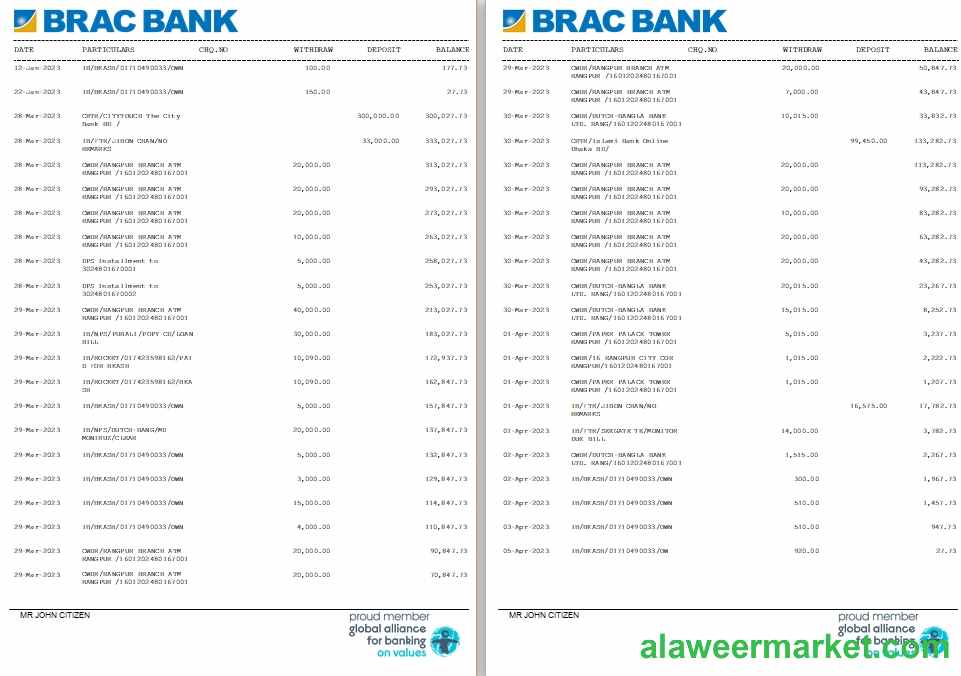 BRAC BANK
DATE PARTICULARS CHQ.NO WITHDRAW DEPOSIT BALANCE
12-Jan-2023 IB/BKASH/01710490033/OWN 100.00 177.73
22-Jan-2023 IB/BKASH/01710490033/OWN 150.00 27.73
28-Mar-2023 CFTR/CITYTOUCH The City 300,000.00 300,027.73
Bank BD /
28-Mar-2023 IB/FTR/JIBON CHAN/NO 33,000.00 333,027.73
REMARKS
28-Mar-2023 CWDR/RANGPUR BRANCH ATM 20,000.00 313,027.73
RANGPUR /1601202480167001
28-Mar-2023 CWDR/RANGPUR BRANCH ATM 20,000.00 293,027.73
RANGPUR /1601202480167001
28-Mar-2023 CWDR/RANGPUR BRANCH ATM 20,000.00 273,027.73
RANGPUR /1601202480167001
28-Mar-2023 CWDR/RANGPUR BRANCH ATM 10,000.00 263,027.73
RANGPUR /1601202480167001
28-Mar-2023 DPS Installment to 5,000.00 258,027.73
3024801670001
28-Mar-2023 DPS Installment to 5,000.00 253,027.73
3024801670002
29-Mar-2023 CWDR/RANGPUR BRANCH ATM 40,000.00 213,027.73
RANGPUR /1601202480167001
29-Mar-2023 IB/NPS/PUBALI/POPY-CD/LOAN 30,000.00 183,027.73
BILL
29-Mar-2023 IB/ROCKET/017423598162/PAI 10,090.00 172,937.73
D FOR BKASH
29-Mar-2023 IB/ROCKET/017423598162/BKA 10,090.00 162,847.73
SH
29-Mar-2023 IB/BKASH/01710490033/OWN 5,000.00 157,847.73
29-Mar-2023 IB/NPS/DUTCH-BANG/MD 20,000.00 137,847.73
MONIRUZ/CLEAR
29-Mar-2023 IB/BKASH/01710490033/OWN 5,000.00 132,847.73
29-Mar-2023 IB/BKASH/01710490033/OWN 3,000.00 129,847.73
29-Mar-2023 IB/BKASH/01710490033/OWN 15,000.00 114,847.73
29-Mar-2023 IB/BKASH/01710490033/OWN 4,000.00 110,847.73
29-Mar-2023 CWDR/RANGPUR BRANCH ATM 20,000.00 90,847.73
RANGPUR /1601202480167001
29-Mar-2023 CWDR/RANGPUR BRANCH ATM 20,000.00 70,847.73
RANGPUR /1601202480167001
MR JOHN CITIZEN
proud member
global alliance
for banking
on values
BRAC BANK
DATE PARTICULARS CHQ.NO WITHDRAW DEPOSIT BALANCE
29-Mar-2023 CWDR/RANGPUR BRANCH ATM 20,000.00 50,847.73
RANGPUR /1601202480167001
29-Mar-2023 CWDR/RANGPUR BRANCH ATM 7,000.00 43,847.73
RANGPUR /1601202480167001
30-Mar-2023 CWDR/DUTCH-BANGLA BANK 10,015.00 33,832.73
LTD. RANG/1601202480167001
30-Mar-2023 CFTR/Islami Bank Online 99,450.00 133,282.73
Dhaka BD/
30-Mar-2023 CWDR/RANGPUR BRANCH ATM 20,000.00 113,282.73
RANGPUR /1601202480167001
30-Mar-2023 CWDR/RANGPUR BRANCH ATM 20,000.00 93,282.73
RANGPUR /1601202480167001
30-Mar-2023 CWDR/RANGPUR BRANCH ATM 10,000.00 83,282.73
RANGPUR /1601202480167001
30-Mar-2023 CWDR/RANGPUR BRANCH ATM 20,000.00 63,282.73
RANGPUR /1601202480167001
30-Mar-2023 CWDR/RANGPUR BRANCH ATM 20,000.00 43,282.73
RANGPUR /1601202480167001
30-Mar-2023 CWDR/DUTCH-BANGLA BANK 20,015.00 23,267.73
LTD. RANG/1601202480167001
30-Mar-2023 CWDR/DUTCH-BANGLA BANK 15,015.00 8,252.73
LTD. RANG/1601202480167001
01-Apr-2023 CWDR/PARER PALACE TOWER 5,015.00 3,237.73
RANGPUR /1601202480167001
01-Apr-2023 CWDR/16 RANGPUR CITY COR 1,015.00 2,222.73
RANGPUR/1601202480167001
01-Apr-2023 CWDR/PARER PALACE TOWER 1,015.00 1,207.73
RANGPUR /1601202480167001
01-Apr-2023 IB/FTR/JIBON CHAN/NO 16,575.00 17,782.73
REMARKS
01-Apr-2023 14,000.00 3,782.73
02-Apr-2023 CWDR/DUTCH-BANGLA BANK 1,515.00 2,267.73
LTD. RANG/1601202480167001
02-Apr-2023 IB/BKASH/01710490033/OWN 300.00 1,967.73
02-Apr-2023 IB/BKASH/01710490033/OWN 510.00 1,457.73
03-Apr-2023 IB/BKASH/01710490033/OWN 510.00 947.73
05-Apr-2023 IB/BKASH/01710490033/OW 920.00 27.73
MR JOHN CITIZEN
proud member
global alliance
for banking
on values
alaweermarket.com